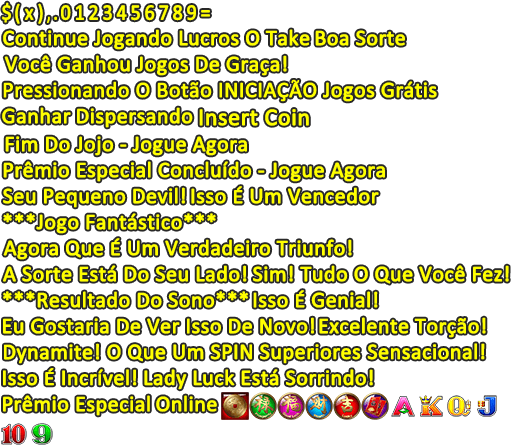 $(x),.0123456789=
Continue Jogando Lucros O Take Boa Sorte
Você Ganhou Jogos De Graça!
Pressionando O Botão INICIAÇÃO Jogos Grátis
Ganhar Dispersando Insert Coin
Fim Do Jojo - Jogue Agora
Prêmio Especial Concluído - Jogue Agora
Seu Pequeno Devil! Isso É Um Vencedor
***Jogo Fantástico***
Agora Que É Um Verdadeiro Triunfo!
A Sorte Está Do Seu Lado! Sim! Tudo O Que Você Fez!
***Resultado Do Sono*** Isso É Genial!
Eu Gostaria De Ver Isso De Novo! Excelente Torção!
Dynamite! O Que Um SPIN Superiores Sensacional!
Isso É Incrível! Lady Luck Está Sorrindo!
Prêmio Especial Online 吉 A K Q J
10 9